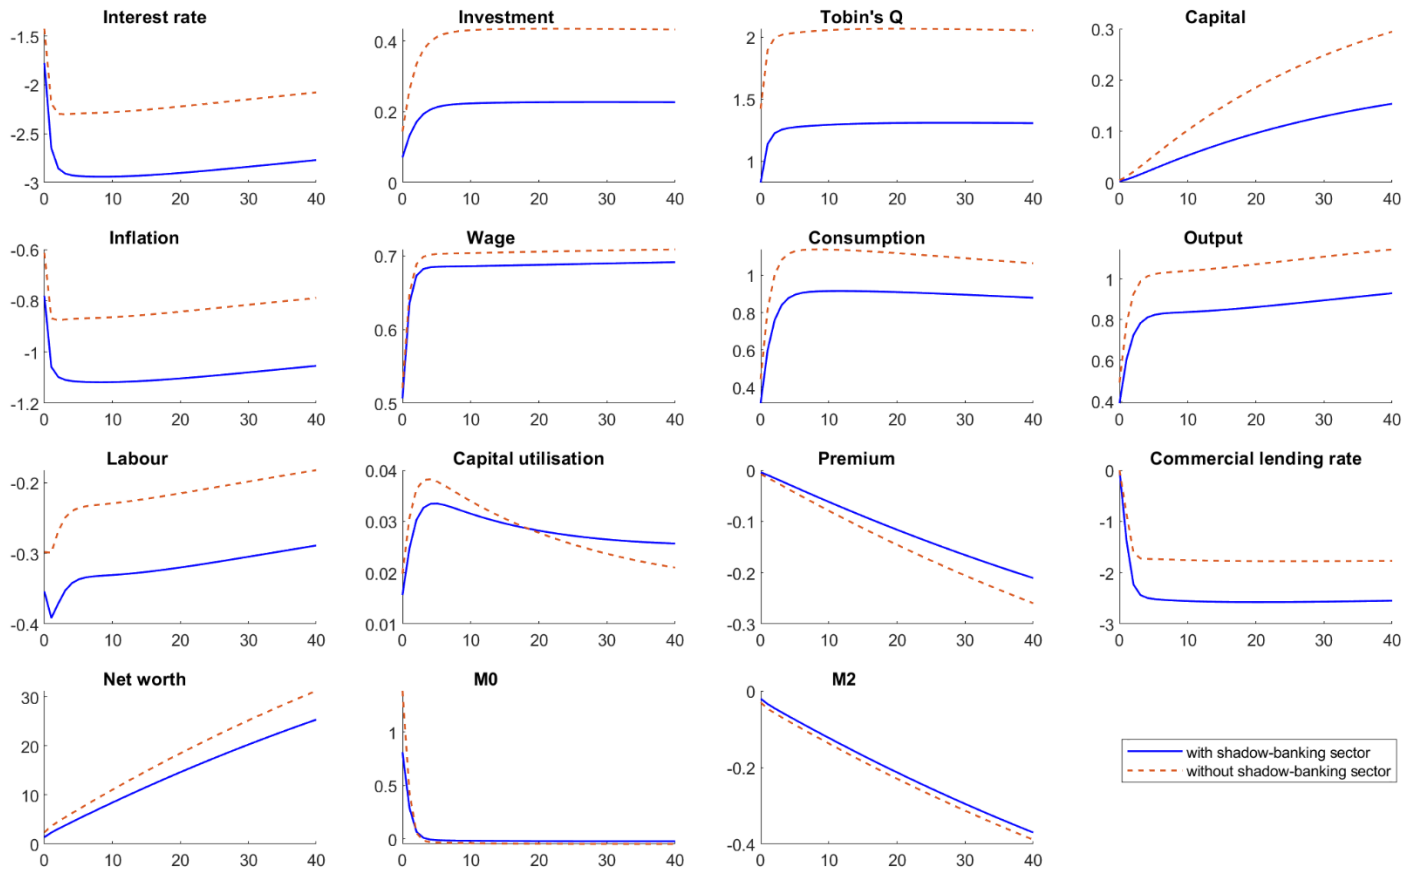 Interest rate
-1.5
-2
-2.5
-3
0 10 20 30 40
Investment
0.4
0.2
0
0 10 20 30 40
Tobin's Q
2
1.5
1
0 10 20 30 40
Capital
0.3
0.2
0.1
0
0 10 20 30 40
Inflation
-0.6
-0.8
-1
-1.2
0 10 20 30 40
Wage
0.7
0.6
0.5
0 10 20 30 40
Consumption
1
0.8
0.6
0.4
0 10 20 30 40
Output
1
0.8
0.6
0.4
0 10 20 30 40
Labour
-0.2
-0.3
-0.4
0 10 20 30 40
Capital utilisation
0.04
0.03
0.02
0.01
0 10 20 30 40
Premium
0
-0.1
-0.2
-0.3
0 10 20 30 40
Commercial lending rate
0
-1
-2
-3
0 10 20 30 40
Net worth
30
20
10
0
0 10 20 30 40
M0
1
0.5
0
0 10 20 30 40
M2
0
-0.2
-0.4
0 10 20 30 40
with shadow-banking sector
without shadow-banking sector